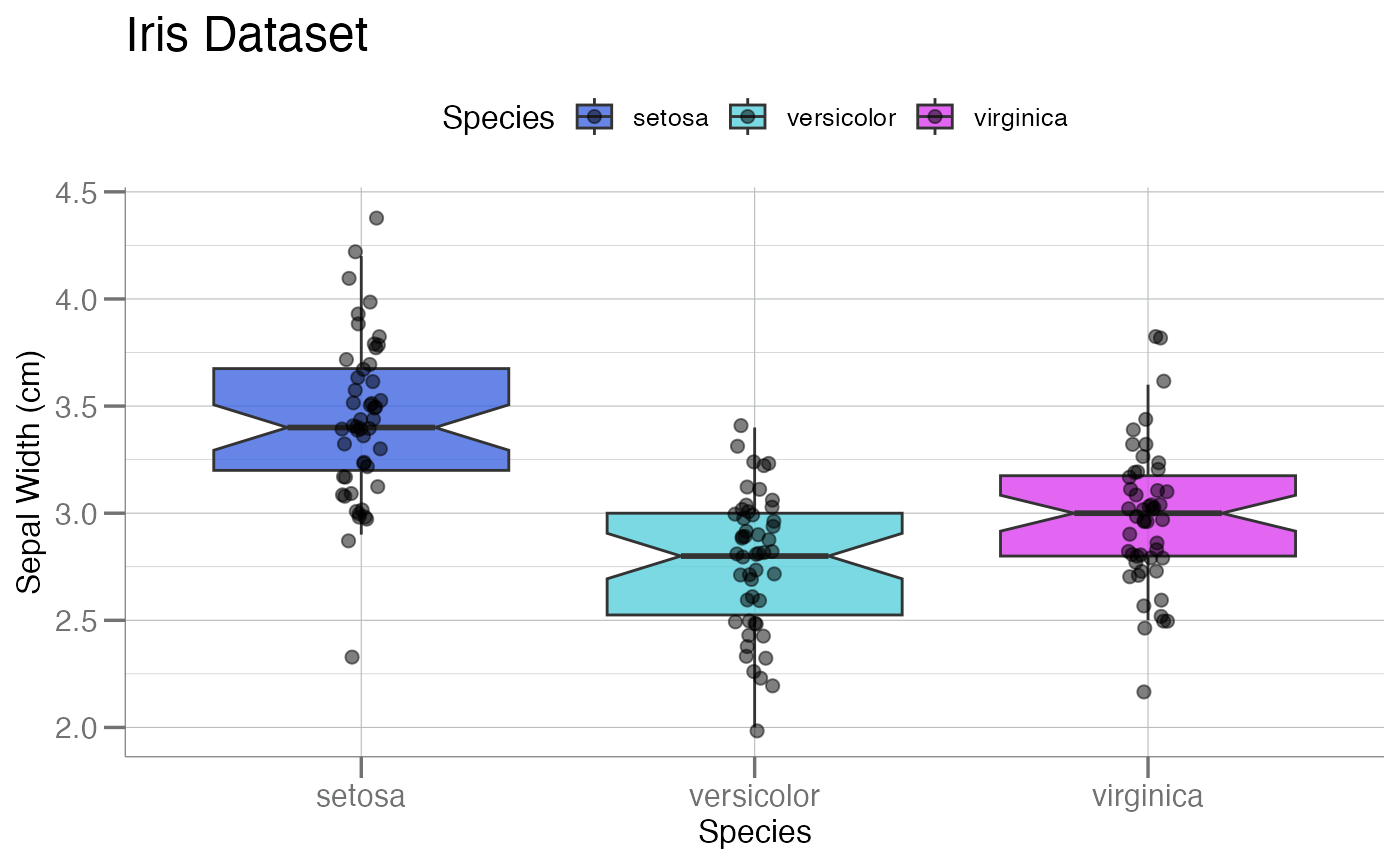 Iris Dataset
Species setosa versicolor virginica
4.5
4.0
3.5
3.0
2.5
2.0
Sepal Width (cm)
setosa versicolor virginica
Species